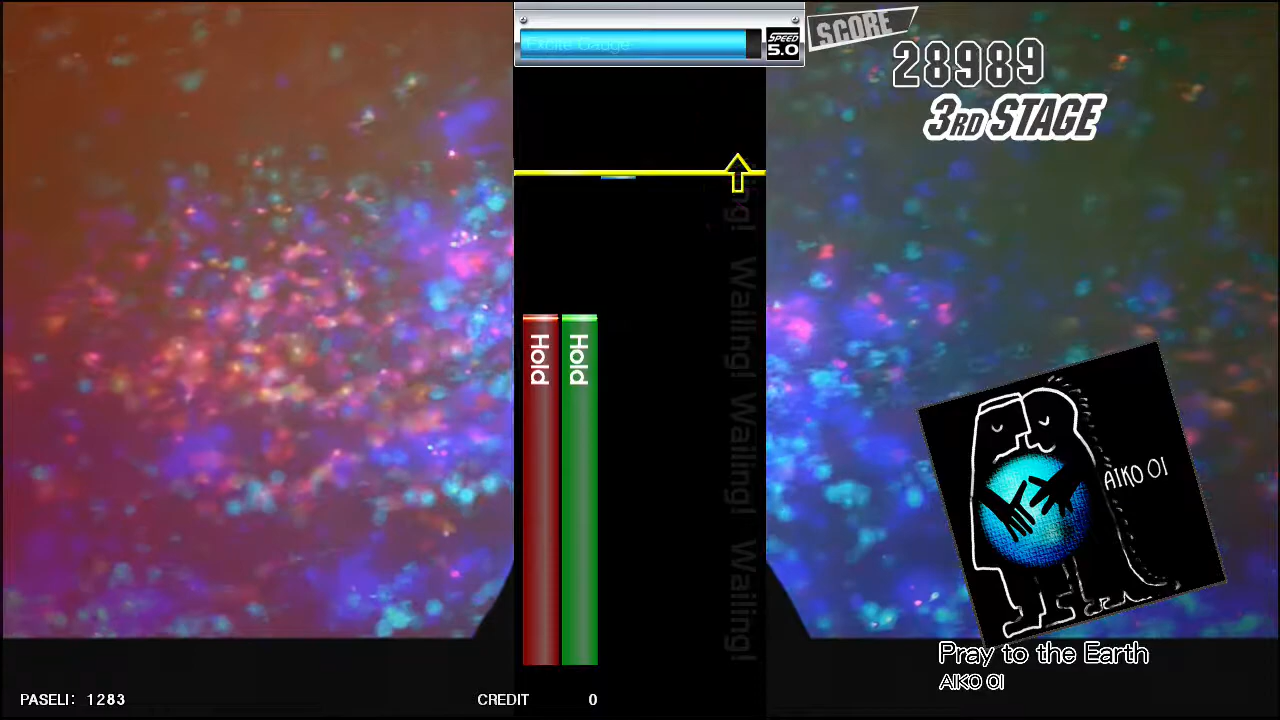 Excite Gauge
SPEED
5.0
SCORE
28989
3RD STAGE
Wailing! Wailing! Wailing! Wailing!
Hold
Hold
AIKO OI
Pray to the Earth
AIKO OI
PASELI: 1283
CREDIT 0